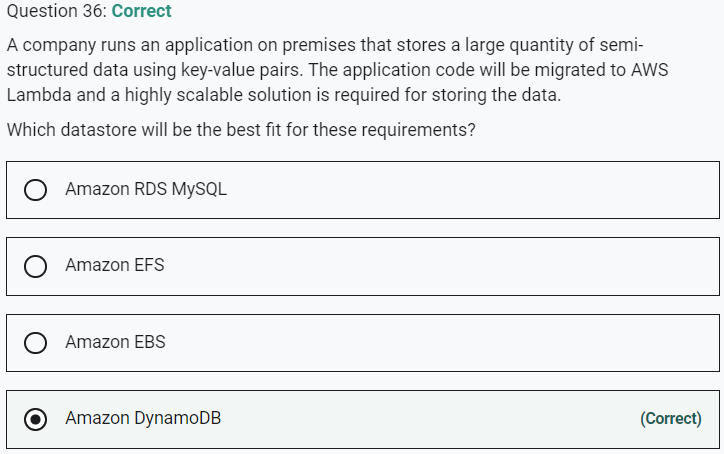 Question 36: Correct
A company runs an application on premises that stores a large quantity of semi-
structured data using key-value pairs. The application code will be migrated to AWS
Lambda and a highly scalable solution is required for storing the data.
Which datastore will be the best fit for these requirements?
Amazon RDS MySQL
Amazon EFS
Amazon EBS
Amazon DynamoDB (Correct)